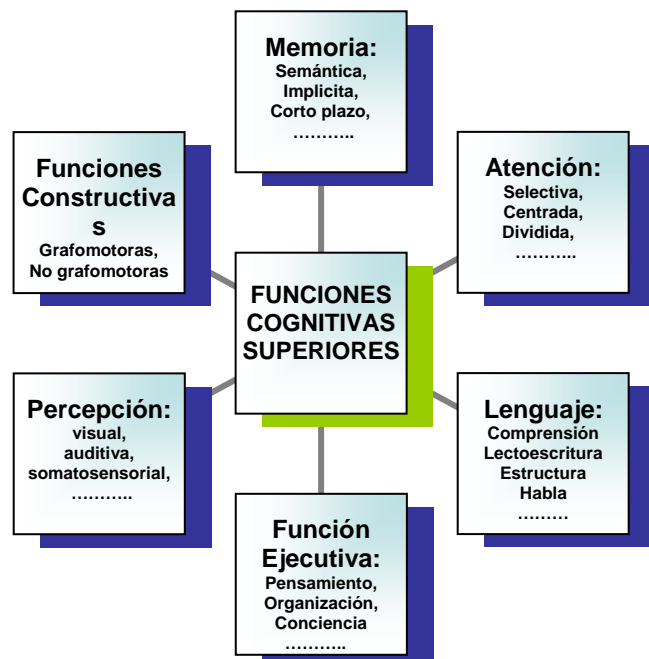 Memoria:
Semántica,
Implicita,
Corto plazo,
………..
Funciones
Constructiva
s
Grafomotoras,
No grafomotoras
Atención:
Selectiva,
Centrada,
Dividida,
………..
FUNCIONES
COGNITIVAS
SUPERIORES
Percepción:
visual,
auditiva,
somatosensorial,
………..
Lenguaje:
Comprensión
Lectoescritura
Estructura
Habla
………
Función
Ejecutiva:
Pensamiento,
Organización,
Conciencia
………..